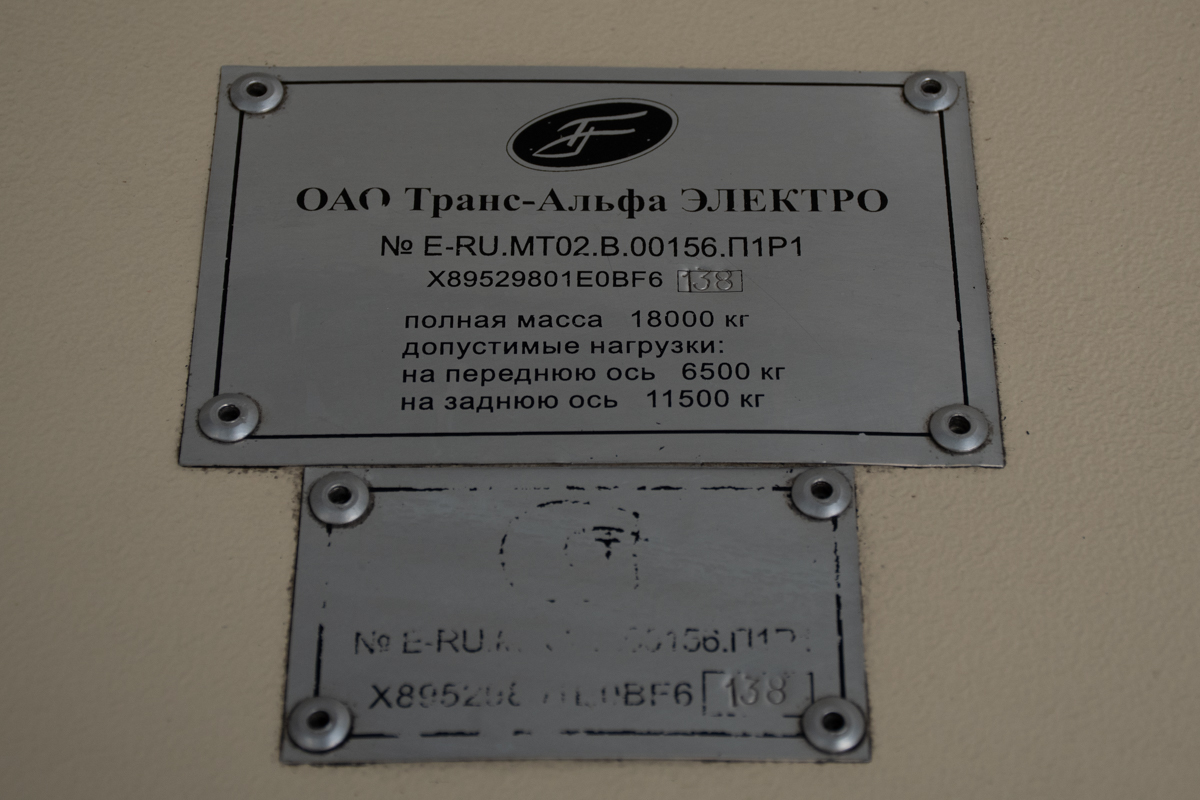 ОАО Транс-Альфа ЭЛЕКТРО
№ E-RU.MT02.B.00156.П1Р1
X89529801E0BF6 138
полная масса 18000 кг
допустимые нагрузки:
на переднюю ось 6500 кг
на заднюю ось 11500 кг
№
138